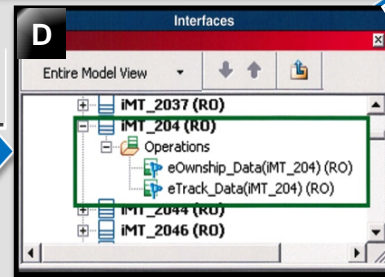 Interfaces
D
Entire Model View
iMT_2037 (RO)
iMT_204 (RO)
Operations
eOwnship_Data(iMT_204) (RO)
eTrack_Data(iMT_204) (RO)
iMT_2044 (RO)
iMT_2046 (RO)